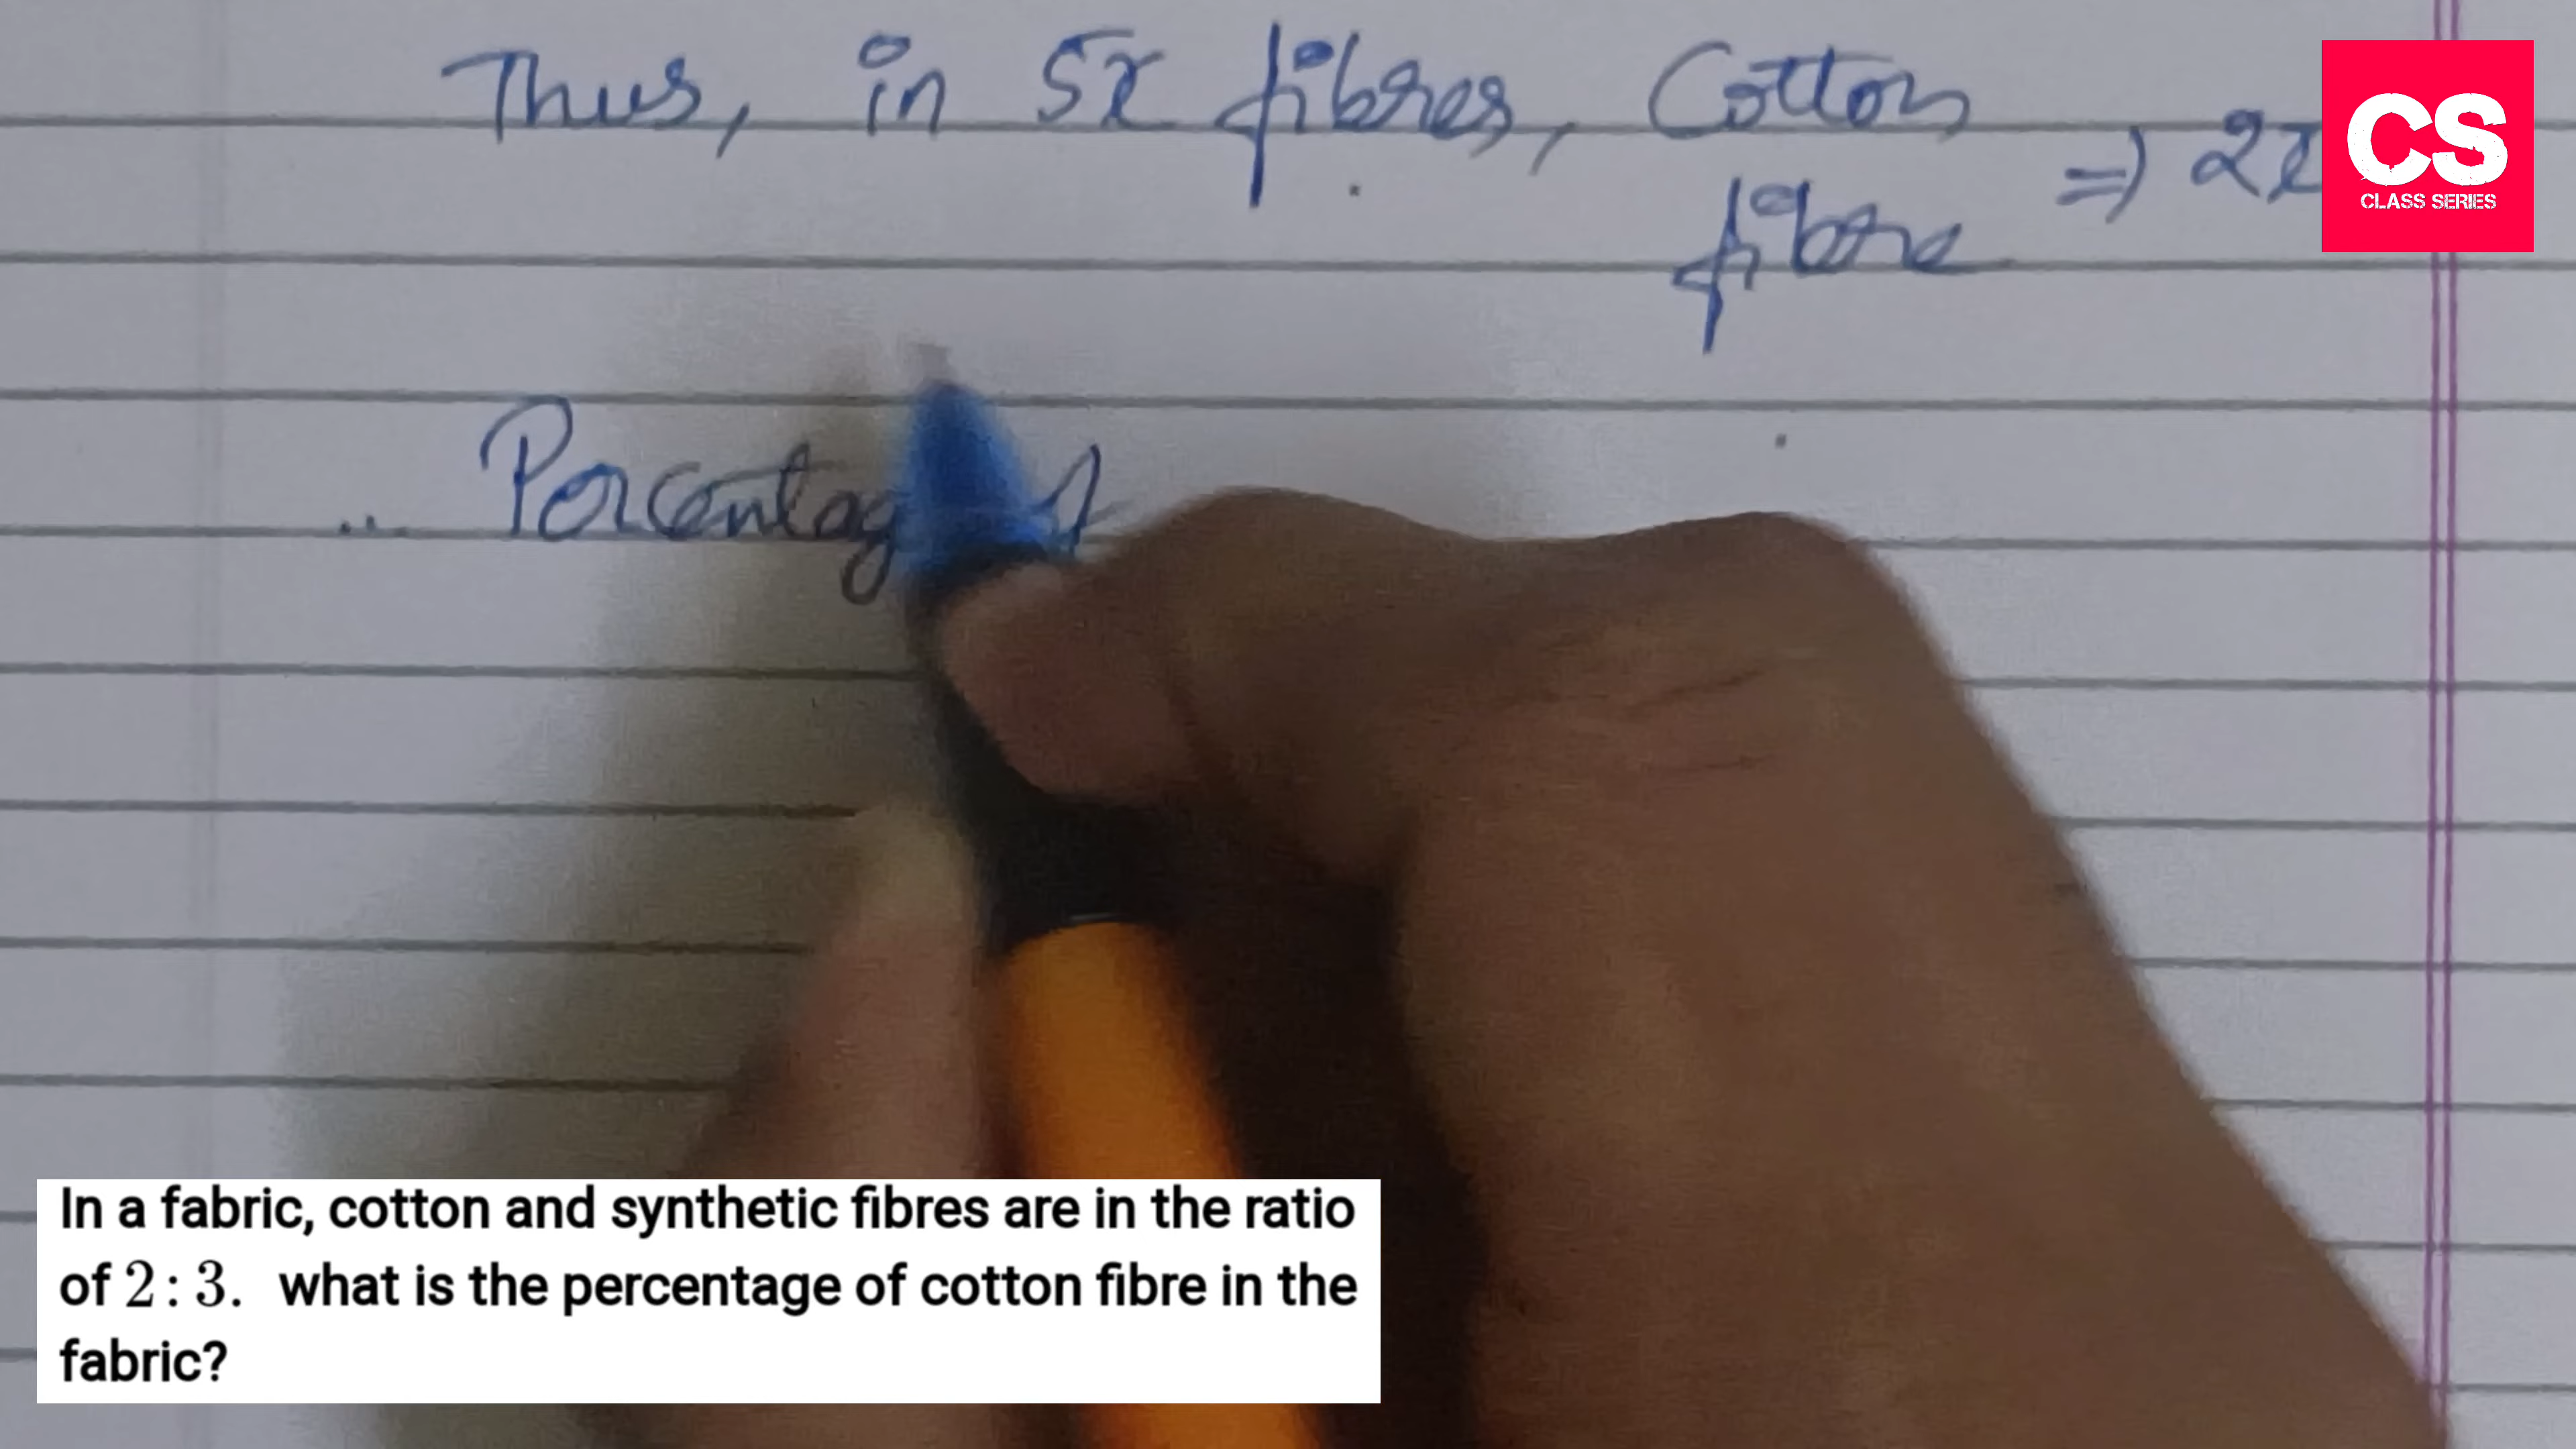 Thus, in 5x fibres, Cotton
fibre => 2x
CS
CLASS SERIES
Percentag
In a fabric, cotton and synthetic fibres are in the ratio
of 2 : 3. what is the percentage of cotton fibre in the
fabric?